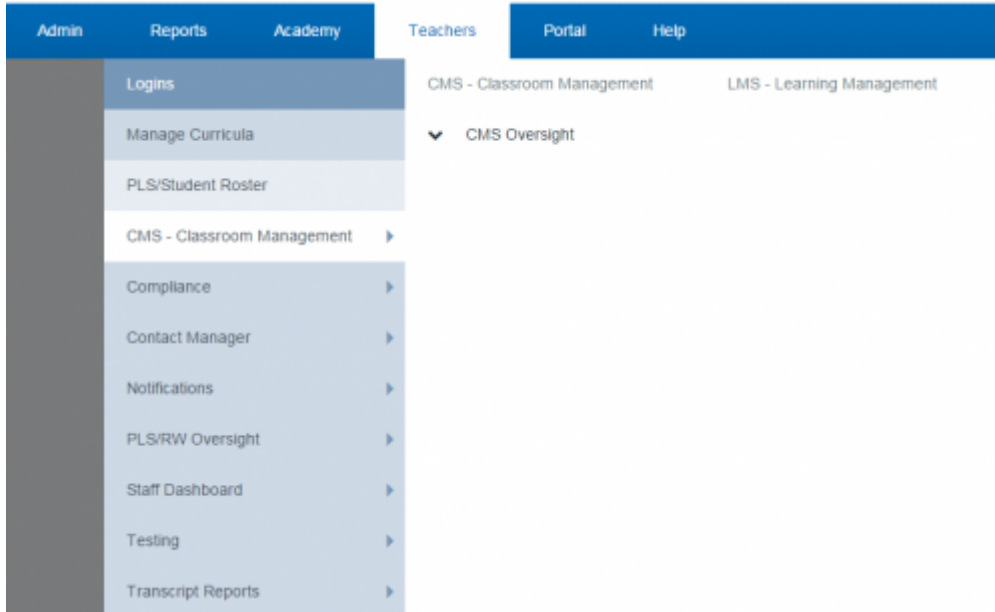 Admin Reports Academy Teachers Portal Help
Logins
Manage Curricula
PLS/Student Roster
CMS - Classroom Management
Compliance
Contact Manager
Notifications
PLS/RW Oversight
Staff Dashboard
Testing
Transcript Reports
CMS - Classroom Management LMS - Learning Management
CMS Oversight